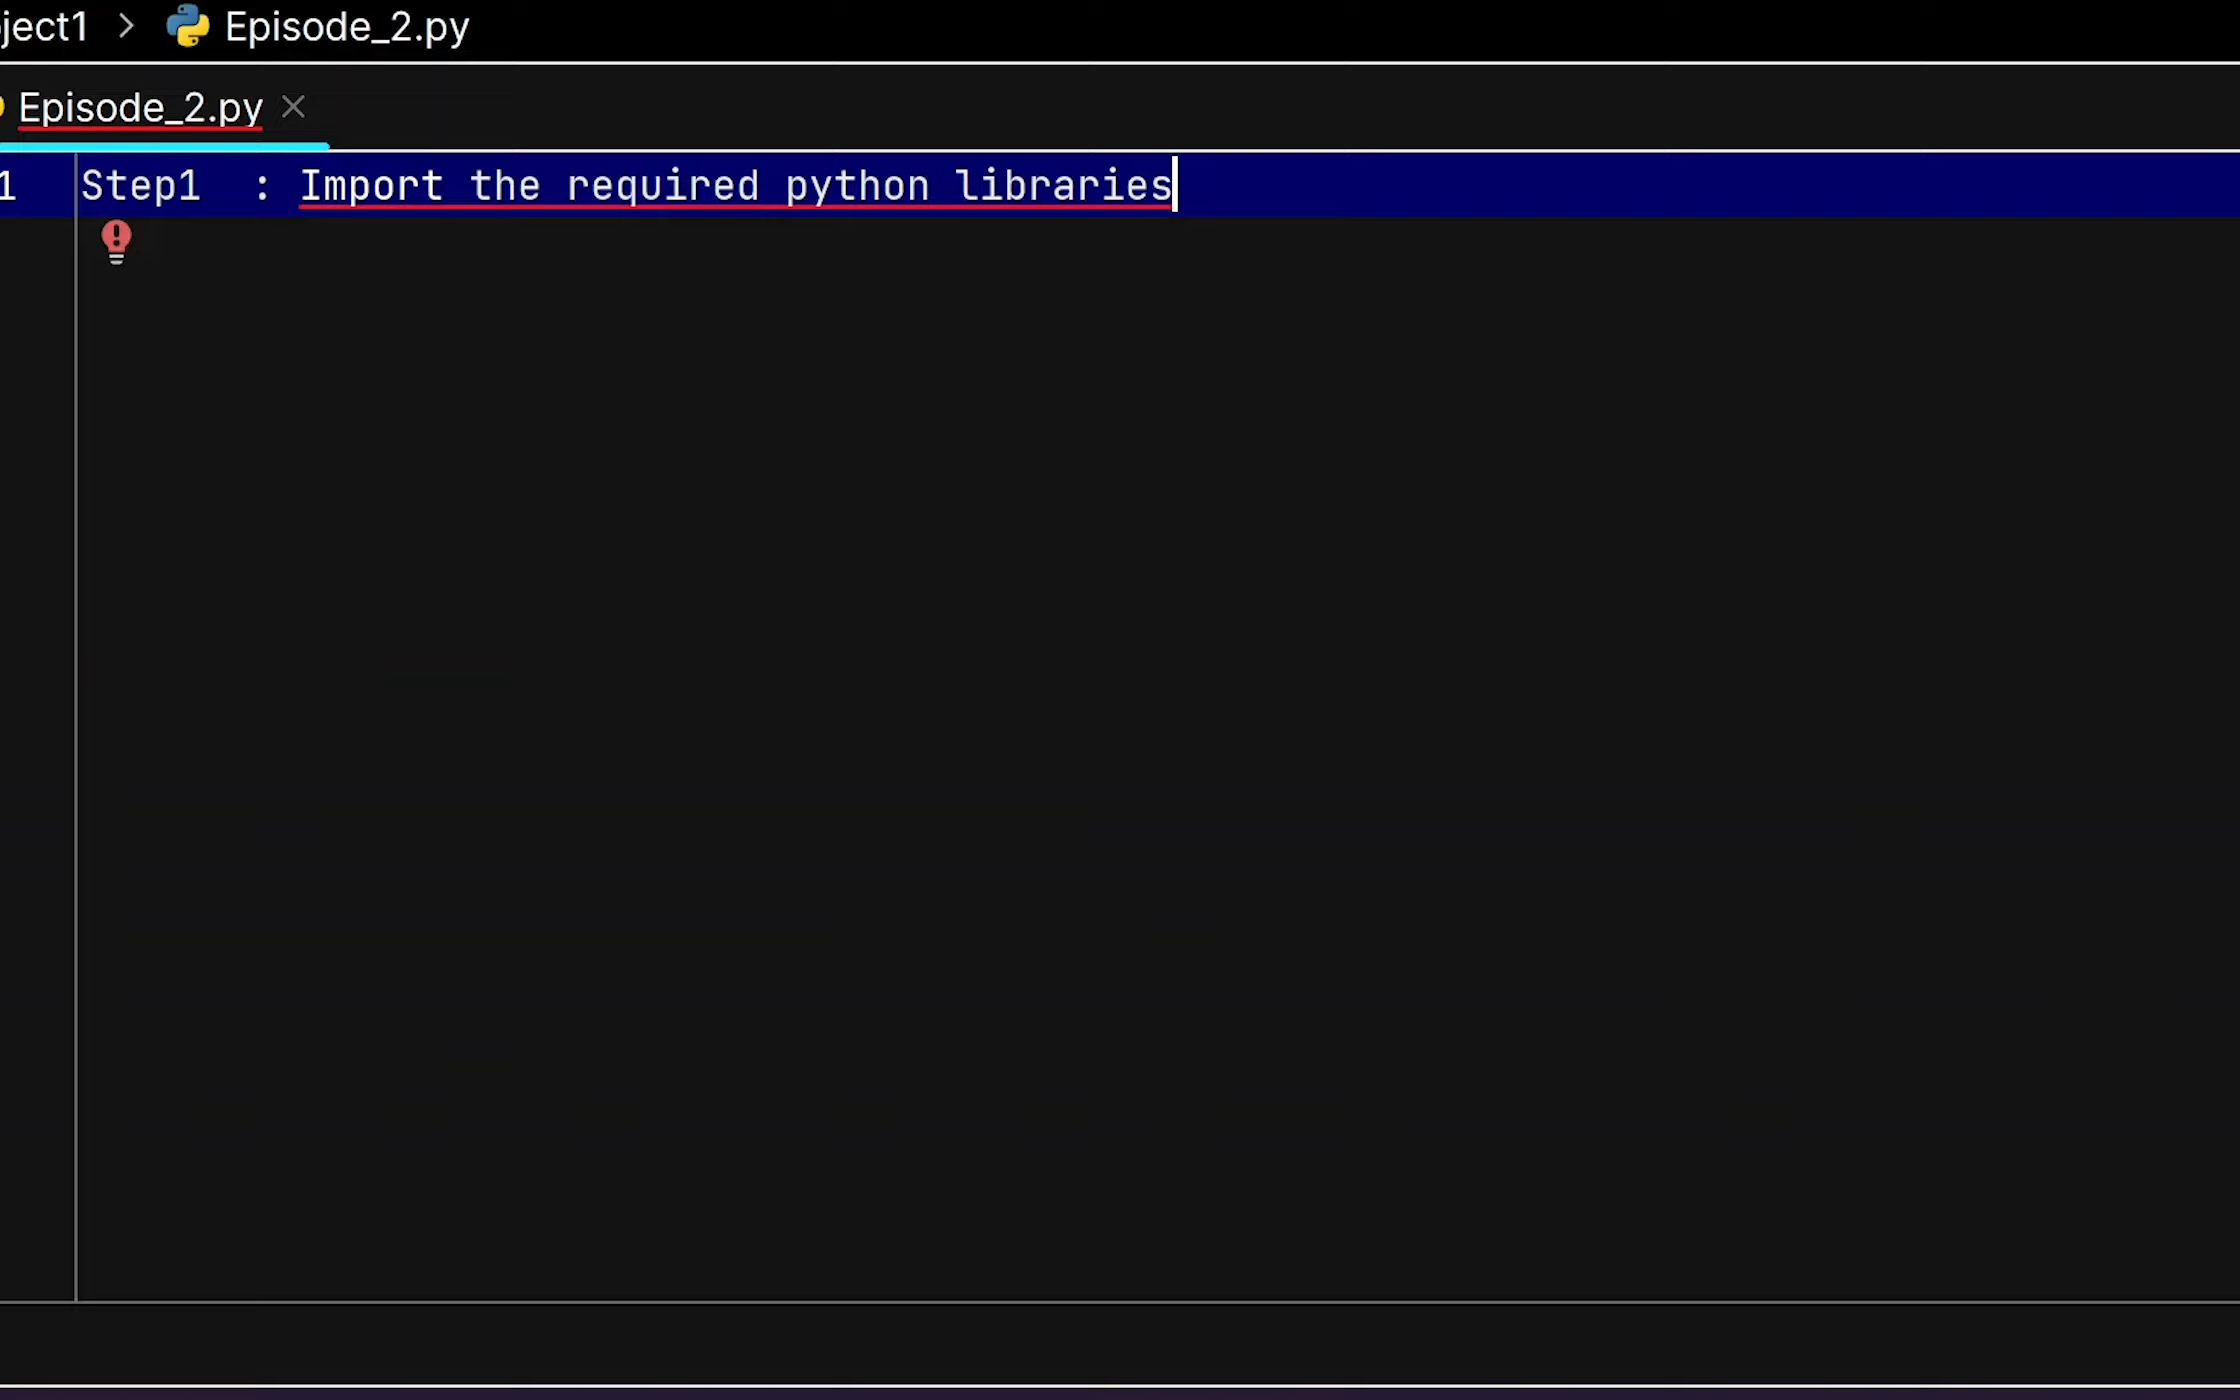 ject1 > Episode_2.py
Episode_2.py
1 Step1  : Import the required python libraries